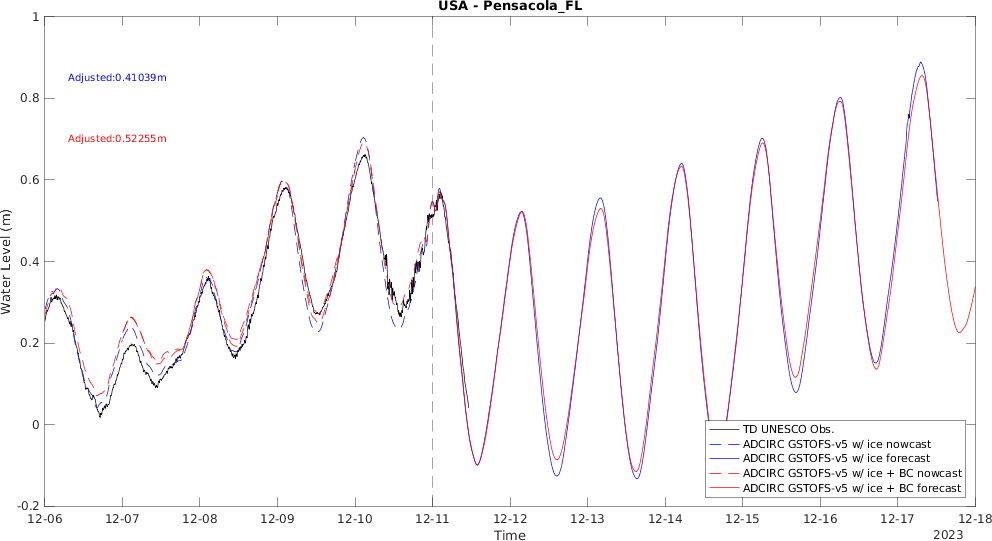 USA - Pensacola_FL
1
0.8
0.6
0.4
0.2
0
-0.2
Water Level (m)
Adjusted:0.41039m
Adjusted:0.52255m
TD UNESCO Obs.
ADCIRC GSTOFS-v5 w/ ice nowcast
ADCIRC GSTOFS-v5 w/ ice forecast
ADCIRC GSTOFS-v5 w/ ice + BC nowcast
ADCIRC GSTOFS-v5 w/ ice + BC forecast
12-06 12-07 12-08 12-09 12-10 12-11 12-12 12-13 12-14 12-15 12-16 12-17 12-18
Time
2023